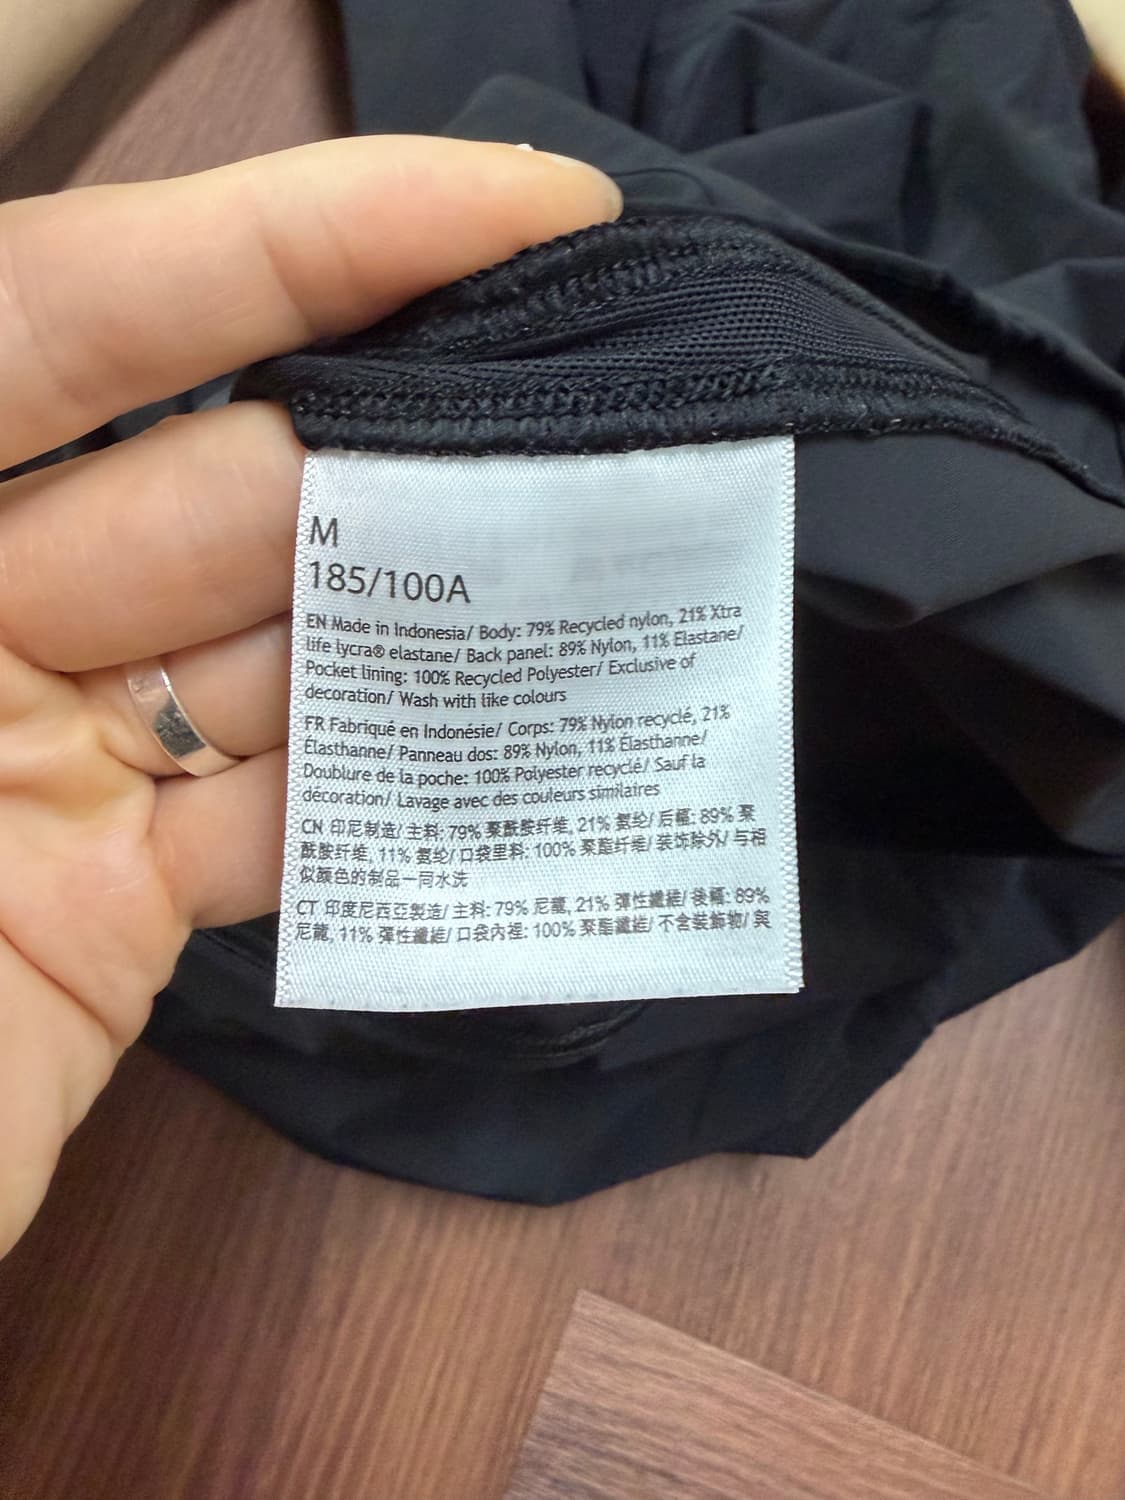 M
185/100A
EN Made in Indonesia/ Body: 79% Recycled nylon, 21% Xtra
life lycra® elastane/ Back panel: 89% Nylon, 11% Elastane/
Pocket lining: 100% Recycled Polyester/ Exclusive of
decoration/ Wash with like colours
FR Fabriqué en Indonésie/ Corps: 79% Nylon recyclé, 21%
Élasthanne/ Panneau dos: 89% Nylon, 11% Élasthanne/
Doublure de la poche: 100% Polyester recyclé/ Sauf la
décoration/ Lavage avec des couleurs similaires
CN 印尼制造/ 主料: 79% 聚酰胺纤维, 21% 氨纶/ 后幅: 89% 聚
酰胺纤维, 11% 氨纶/ 口袋里料: 100% 聚酯纤维/ 装饰除外/ 与相
似颜色的制品一同水洗
CT 印度尼西亞製造/ 主料: 79% 尼龍, 21% 彈性纖維/ 後幅: 89%
尼龍, 11% 彈性纖維/ 口袋內裡: 100% 聚酯纖維/ 不含裝飾物/ 與